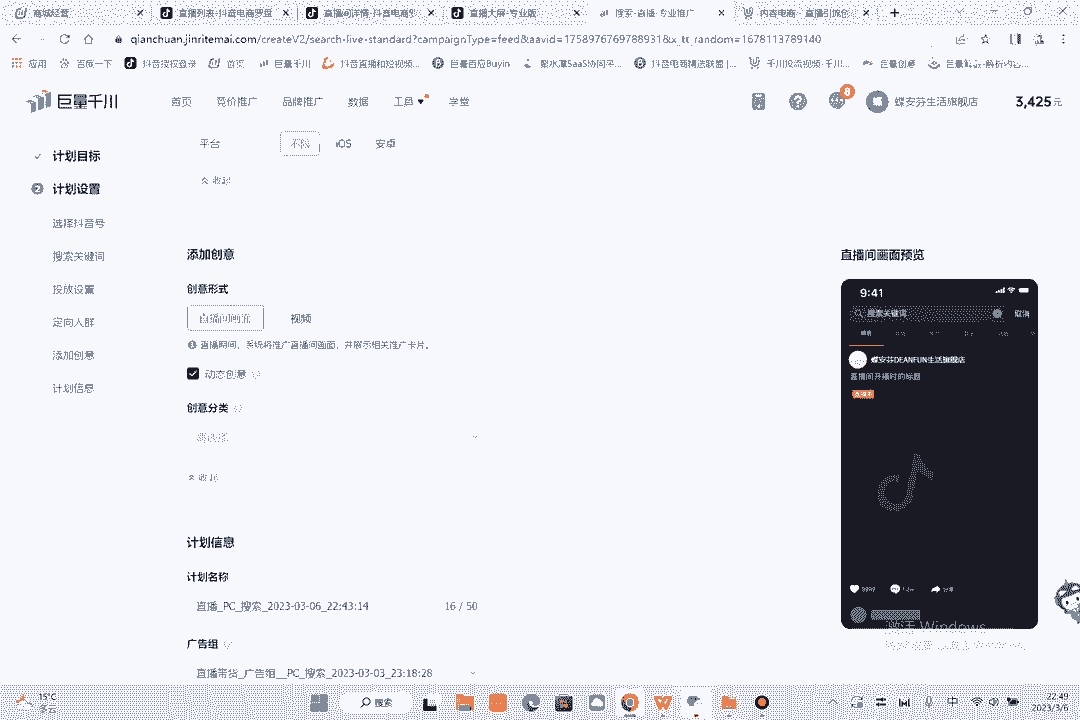 商城经营
直播列表-抖音电商罗盘
直播间详情-抖音电商罗
直播大屏-专业版
搜索-直播-专业推广
内容电商-直播引流创
qianchuan.jinritemai.com/createV2/search-live-standard?campaignType=feed&aavid=1758976769788931&x_tt_random=1678113789140
应用
百度一下
抖音授权登录
首页
巨量千川
抖音直播和短视频...
巨量百应Buyin
聚水潭SaaS协同平...
抖音电商精选联盟|...
千川投流视频-千川...
巨量创意
巨量千川
首页
竞价推广
品牌推广
数据
工具
学堂
8
蝶安芬生活旗舰店
3,425元
计划目标
2 计划设置
选择抖音号
搜索关键词
投放设置
定向人群
添加创意
计划信息
平台
不限
iOS
安卓
收起
添加创意
创意形式
直播间画面
视频
直播期间，系统将推广直播间画面，并展示相关推广卡片。
动态创意
创意分类
请选择
收起
计划信息
计划名称
直播_PC_搜索_2023-03-06_22:43:14
16 / 50
广告组
直播带货_广告组__PC_搜索_2023-03-03_23:18:28
直播间画面预览
9:41
搜索关键词
取消
蝶安芬DEANFUN生活旗舰店
直播间开播时的标题
直播中
激活 Windows
15°C
多云
搜索
中
22:49
2023/3/6